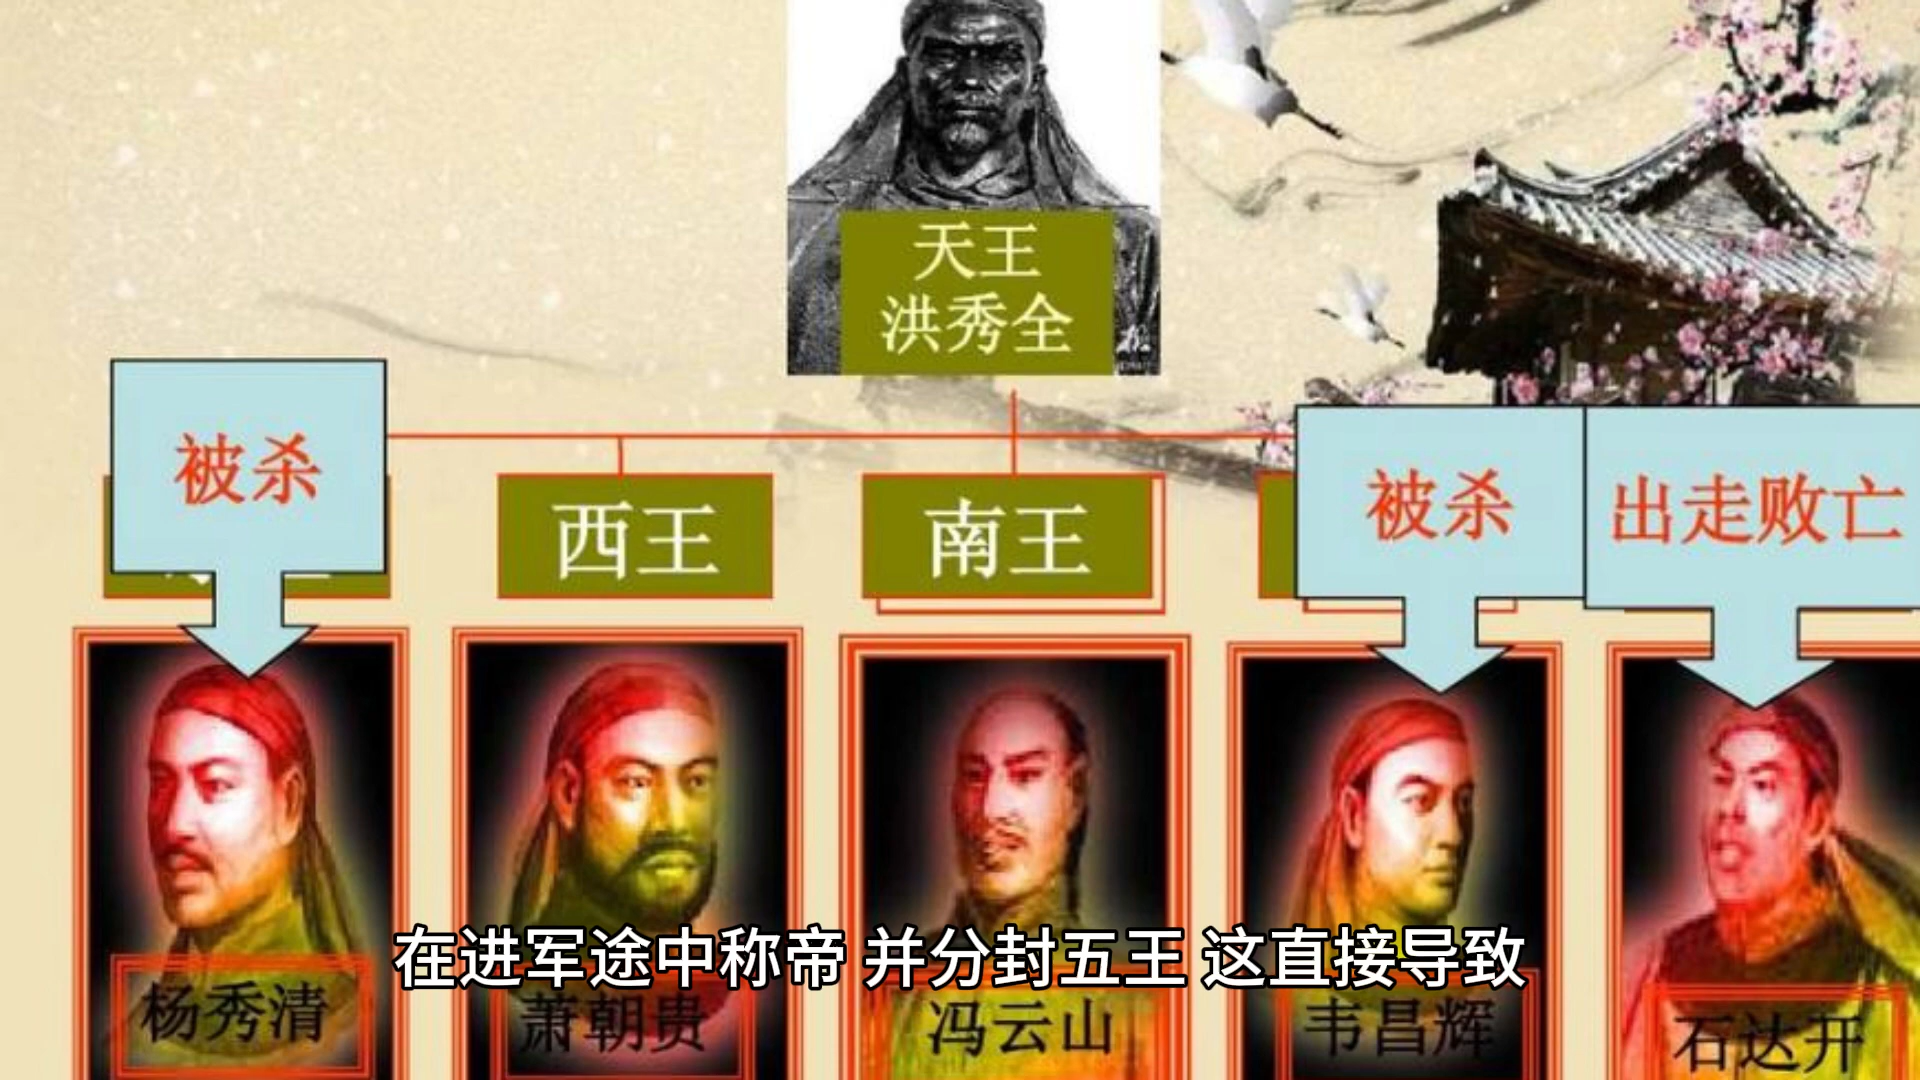 天王
洪秀全
被杀
西王
南王
被杀
出走败亡
在进军途中称帝 并分封五王 这直接导致
杨秀清
萧朝贵
冯云山
韦昌辉
石达开